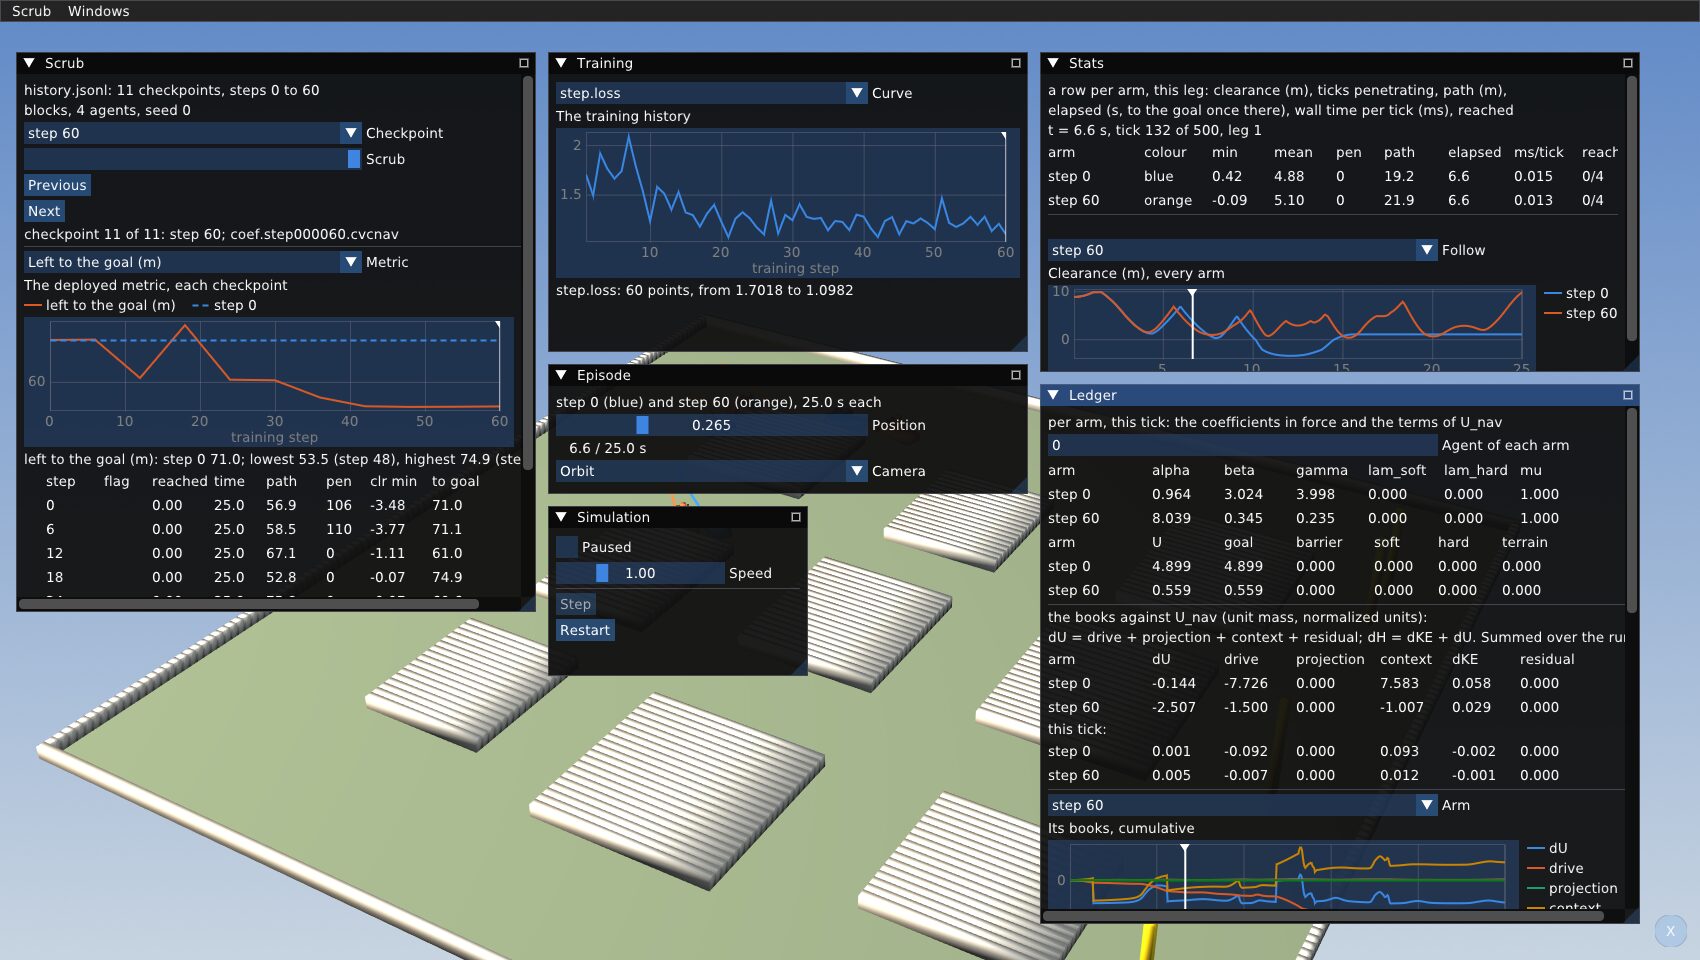 Scrub Windows
Scrub
history.jsonl: 11 checkpoints, steps 0 to 60
blocks, 4 agents, seed 0
step 60 Checkpoint
Scrub
Previous
Next
checkpoint 11 of 11: step 60; coef.step000060.cvcnav
Left to the goal (m) Metric
The deployed metric, each checkpoint
left to the goal (m) step 0
60
0 10 20 30 40 50 60
training step
left to the goal (m): step 0 71.0; lowest 53.5 (step 48), highest 74.9 (ste
step flag reached time path pen clr min to goal
0 0.00 25.0 56.9 106 -3.48 71.0
6 0.00 25.0 58.5 110 -3.77 71.1
12 0.00 25.0 67.1 0 -1.11 61.0
18 0.00 25.0 52.8 0 -0.07 74.9
Training
step.loss Curve
The training history
2
1.5
10 20 30 40 50 60
training step
step.loss: 60 points, from 1.7018 to 1.0982
Episode
step 0 (blue) and step 60 (orange), 25.0 s each
0.265 Position
6.6 / 25.0 s
Orbit Camera
Simulation
Paused
1.00 Speed
Step
Restart
Stats
a row per arm, this leg: clearance (m), ticks penetrating, path (m),
elapsed (s, to the goal once there), wall time per tick (ms), reached
t = 6.6 s, tick 132 of 500, leg 1
arm colour min mean pen path elapsed ms/tick reach
step 0 blue 0.42 4.88 0 19.2 6.6 0.015 0/4
step 60 orange -0.09 5.10 0 21.9 6.6 0.013 0/4
step 60 Follow
Clearance (m), every arm
10
0
5 10 15 20 25
step 0
step 60
Ledger
per arm, this tick: the coefficients in force and the terms of U_nav
0 Agent of each arm
arm alpha beta gamma lam_soft lam_hard mu
step 0 0.964 3.024 3.998 0.000 0.000 1.000
step 60 8.039 0.345 0.235 0.000 0.000 1.000
arm U goal barrier soft hard terrain
step 0 4.899 4.899 0.000 0.000 0.000 0.000
step 60 0.559 0.559 0.000 0.000 0.000 0.000
the books against U_nav (unit mass, normalized units):
dU = drive + projection + context + residual; dH = dKE + dU. Summed over the ru
arm dU drive projection context dKE residual
step 0 -0.144 -7.726 0.000 7.583 0.058 0.000
step 60 -2.507 -1.500 0.000 -1.007 0.029 0.000
this tick:
step 0 0.001 -0.092 0.000 0.093 -0.002 0.000
step 60 0.005 -0.007 0.000 0.012 -0.001 0.000
step 60 Arm
Its books, cumulative
0
dU
drive
projection
context
X